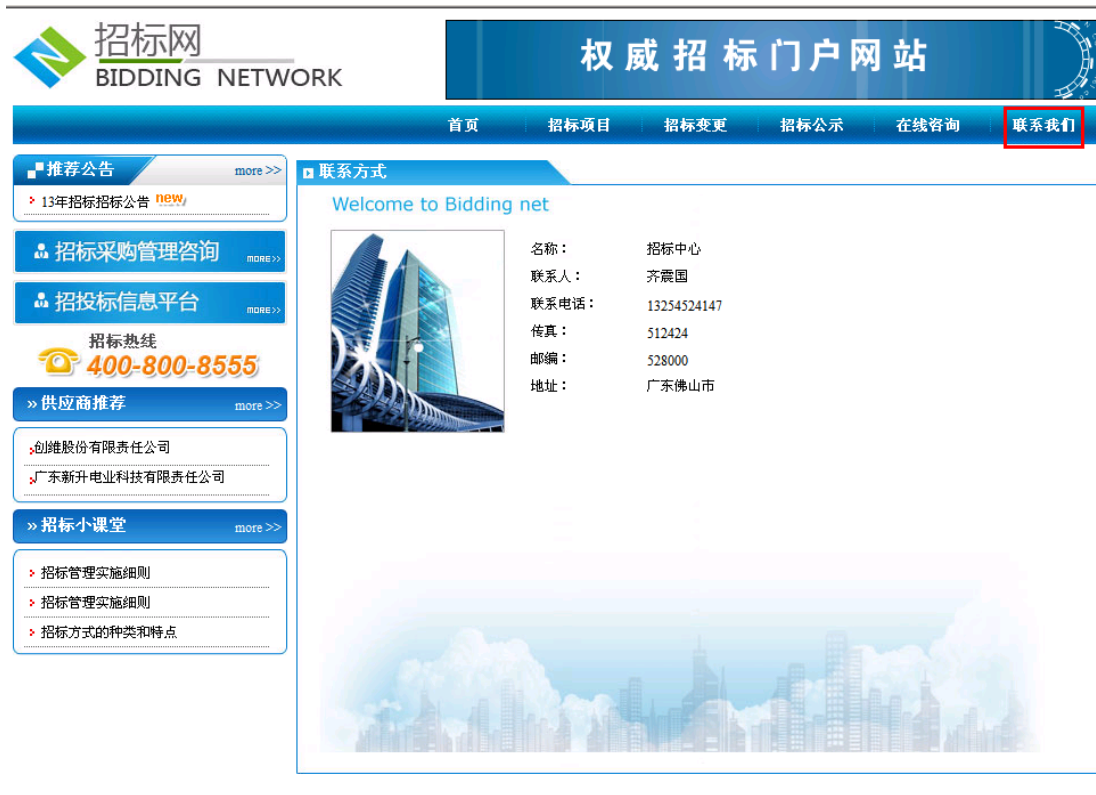 招标网
BIDDING NETWORK
权威招标门户网站
首页 招标项目 招标变更 招标公示 在线咨询 联系我们
推荐公告 more >>
13年招标招标公告 new
招标采购管理咨询 MORE>>
招投标信息平台 MORE>>
招标热线
400-800-8555
»供应商推荐 more >>
创维股份有限责任公司
广东新升电业科技有限责任公司
»招标小课堂 more >>
招标管理实施细则
招标管理实施细则
招标方式的种类和特点
联系方式
Welcome to Bidding net
名称： 招标中心
联系人： 齐震国
联系电话： 13254524147
传真： 512424
邮编： 528000
地址： 广东佛山市